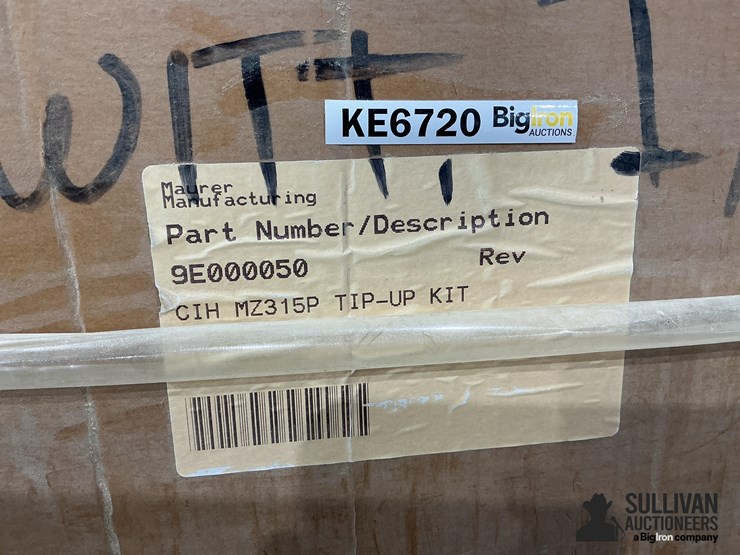 WITT, I
KE6720 BigIron
AUCTIONS
Maurer
Manufacturing
Part Number/Description
9E000050 Rev
CIH MZ315P TIP-UP KIT
SULLIVAN
AUCTIONEERS
a BigIron company